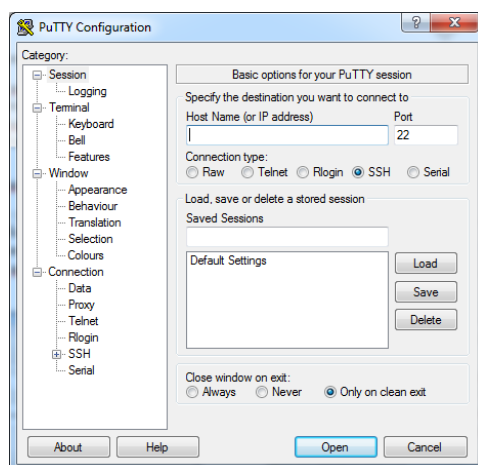 PuTTY Configuration
Category:
Session
Logging
Terminal
Keyboard
Bell
Features
Window
Appearance
Behaviour
Translation
Selection
Colours
Connection
Data
Proxy
Telnet
Rlogin
SSH
Serial
Basic options for your PuTTY session
Specify the destination you want to connect to
Host Name (or IP address) Port
22
Connection type:
Raw Telnet Rlogin SSH Serial
Load, save or delete a stored session
Saved Sessions
Default Settings
Load
Save
Delete
Close window on exit:
Always Never Only on clean exit
About Help Open Cancel